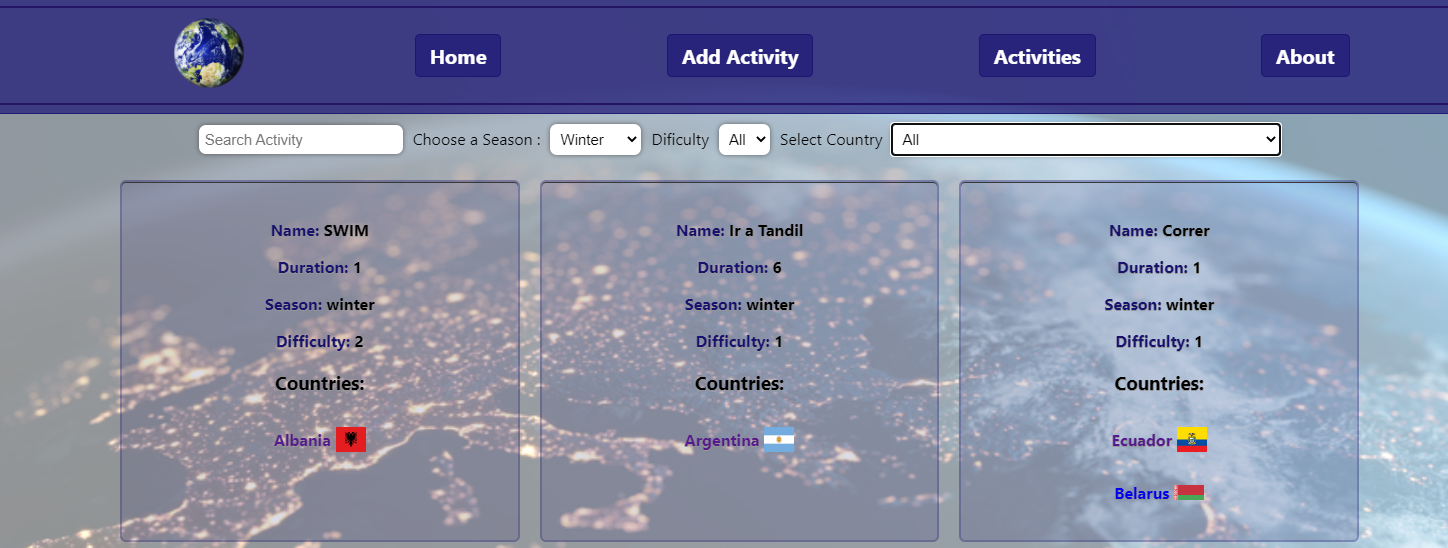 Home Add Activity Activities About
Search Activity Choose a Season : Winter Dificulty All Select Country All
Name: SWIM
Duration: 1
Season: winter
Difficulty: 2
Countries:
Albania
Name: Ir a Tandil
Duration: 6
Season: winter
Difficulty: 1
Countries:
Argentina
Name: Correr
Duration: 1
Season: winter
Difficulty: 1
Countries:
Ecuador
Belarus